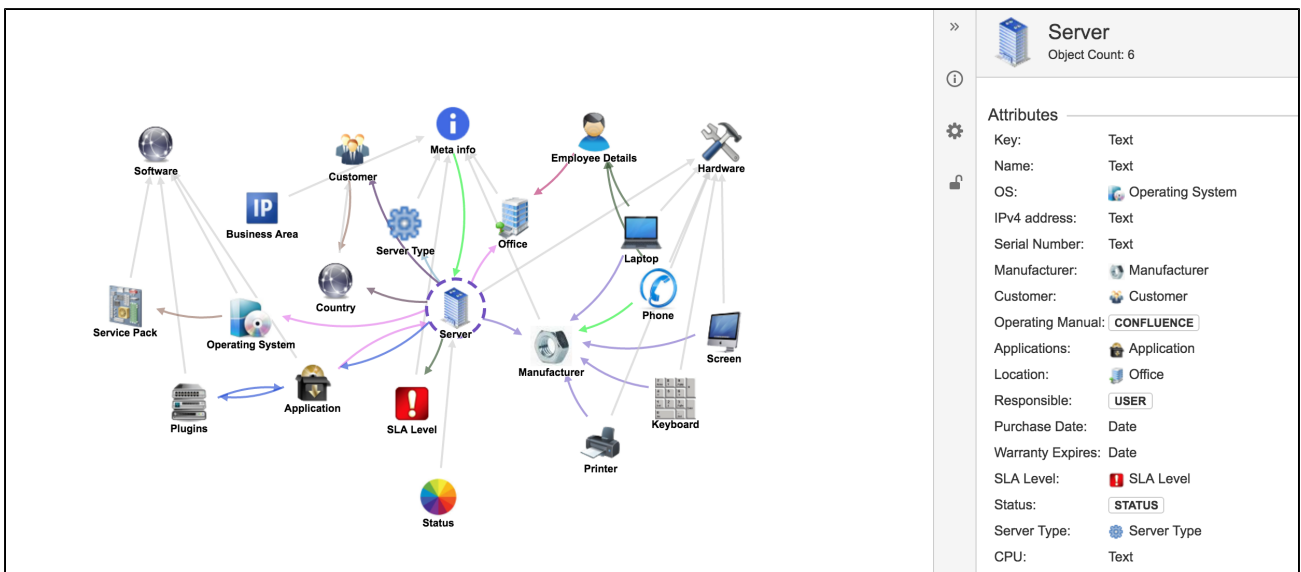 »
Server
Object Count: 6
Meta info
Employee Details
Software
Customer
Hardware
IP
Business Area
Server Type
Office
Laptop
Country
Phone
Service Pack
Operating System
Server
Screen
Manufacturer
Application
Plugins
SLA Level
Keyboard
Printer
Status
Attributes
Key: Text
Name: Text
OS: Operating System
IPv4 address: Text
Serial Number: Text
Manufacturer: Manufacturer
Customer: Customer
Operating Manual: CONFLUENCE
Applications: Application
Location: Office
Responsible: USER
Purchase Date: Date
Warranty Expires: Date
SLA Level: SLA Level
Status: STATUS
Server Type: Server Type
CPU: Text